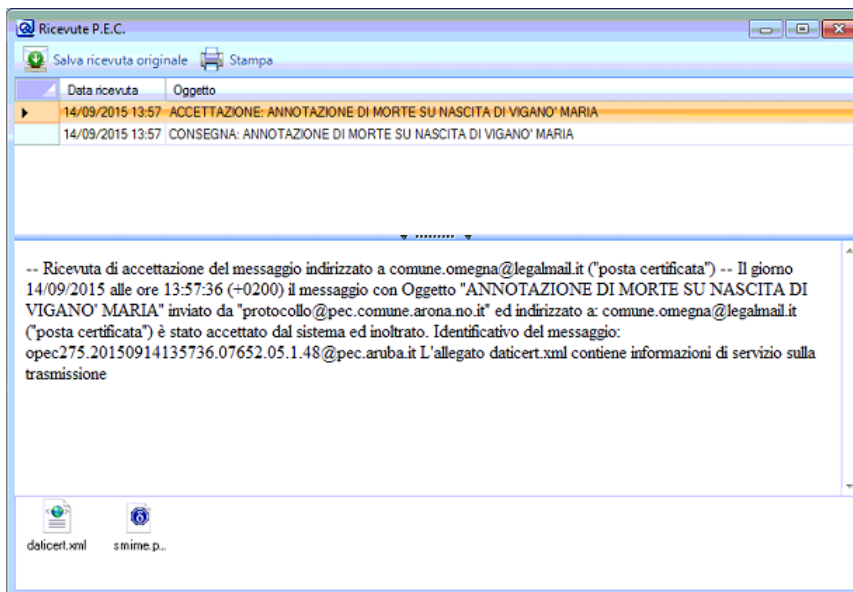 Ricevute P.E.C.
Salva ricevuta originale Stampa
Data ricevuta Oggetto
14/09/2015 13:57 ACCETTAZIONE: ANNOTAZIONE DI MORTE SU NASCITA DI VIGANO' MARIA
14/09/2015 13:57 CONSEGNA: ANNOTAZIONE DI MORTE SU NASCITA DI VIGANO' MARIA
-- Ricevuta di accettazione del messaggio indirizzato a comune.omegna@legalmail.it ("posta certificata") -- Il giorno
14/09/2015 alle ore 13:57:36 (+0200) il messaggio con Oggetto "ANNOTAZIONE DI MORTE SU NASCITA DI
VIGANO' MARIA" inviato da "protocollo@pec.comune.arona.no.it" ed indirizzato a: comune.omegna@legalmail.it
("posta certificata") è stato accettato dal sistema ed inoltrato. Identificativo del messaggio:
opec275.20150914135736.07652.05.1.48@pec.aruba.it L'allegato daticert.xml contiene informazioni di servizio sulla
trasmissione
daticert.xml smime.p...